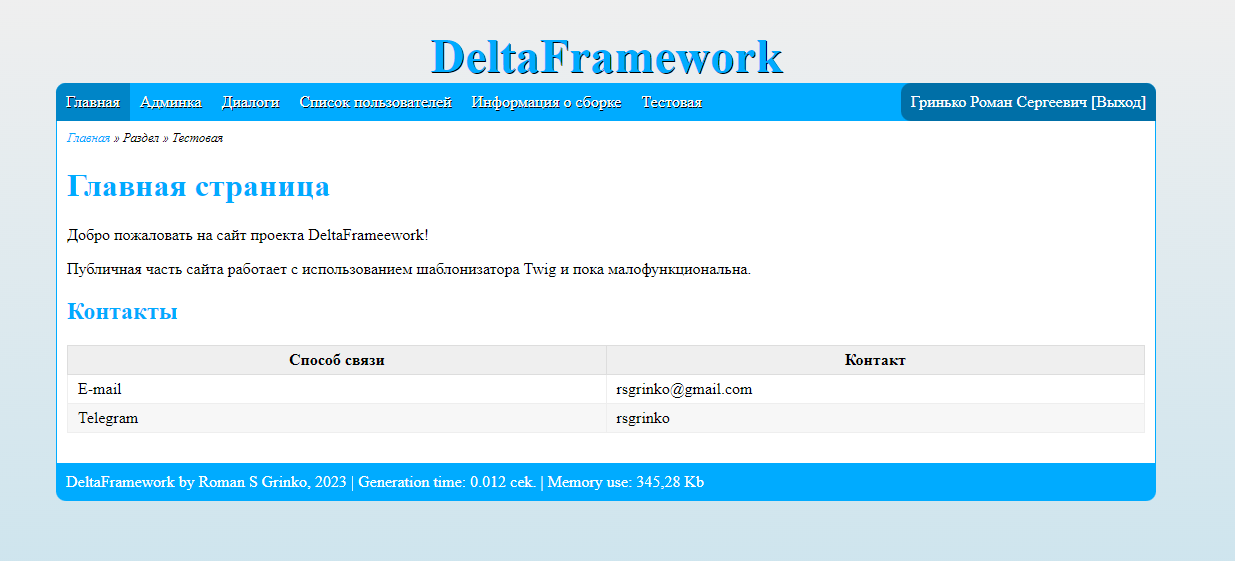 DeltaFramework
Главная Админка Диалоги Список пользователей Информация о сборке Тестовая Гринько Роман Сергеевич [Выход]
Главная » Раздел » Тестовая
Главная страница
Добро пожаловать на сайт проекта DeltaFrameework!
Публичная часть сайта работает с использованием шаблонизатора Twig и пока малофункциональна.
Контакты
Способ связи Контакт
E-mail rsgrinko@gmail.com
Telegram rsgrinko
DeltaFramework by Roman S Grinko, 2023 | Generation time: 0.012 сек. | Memory use: 345,28 Kb